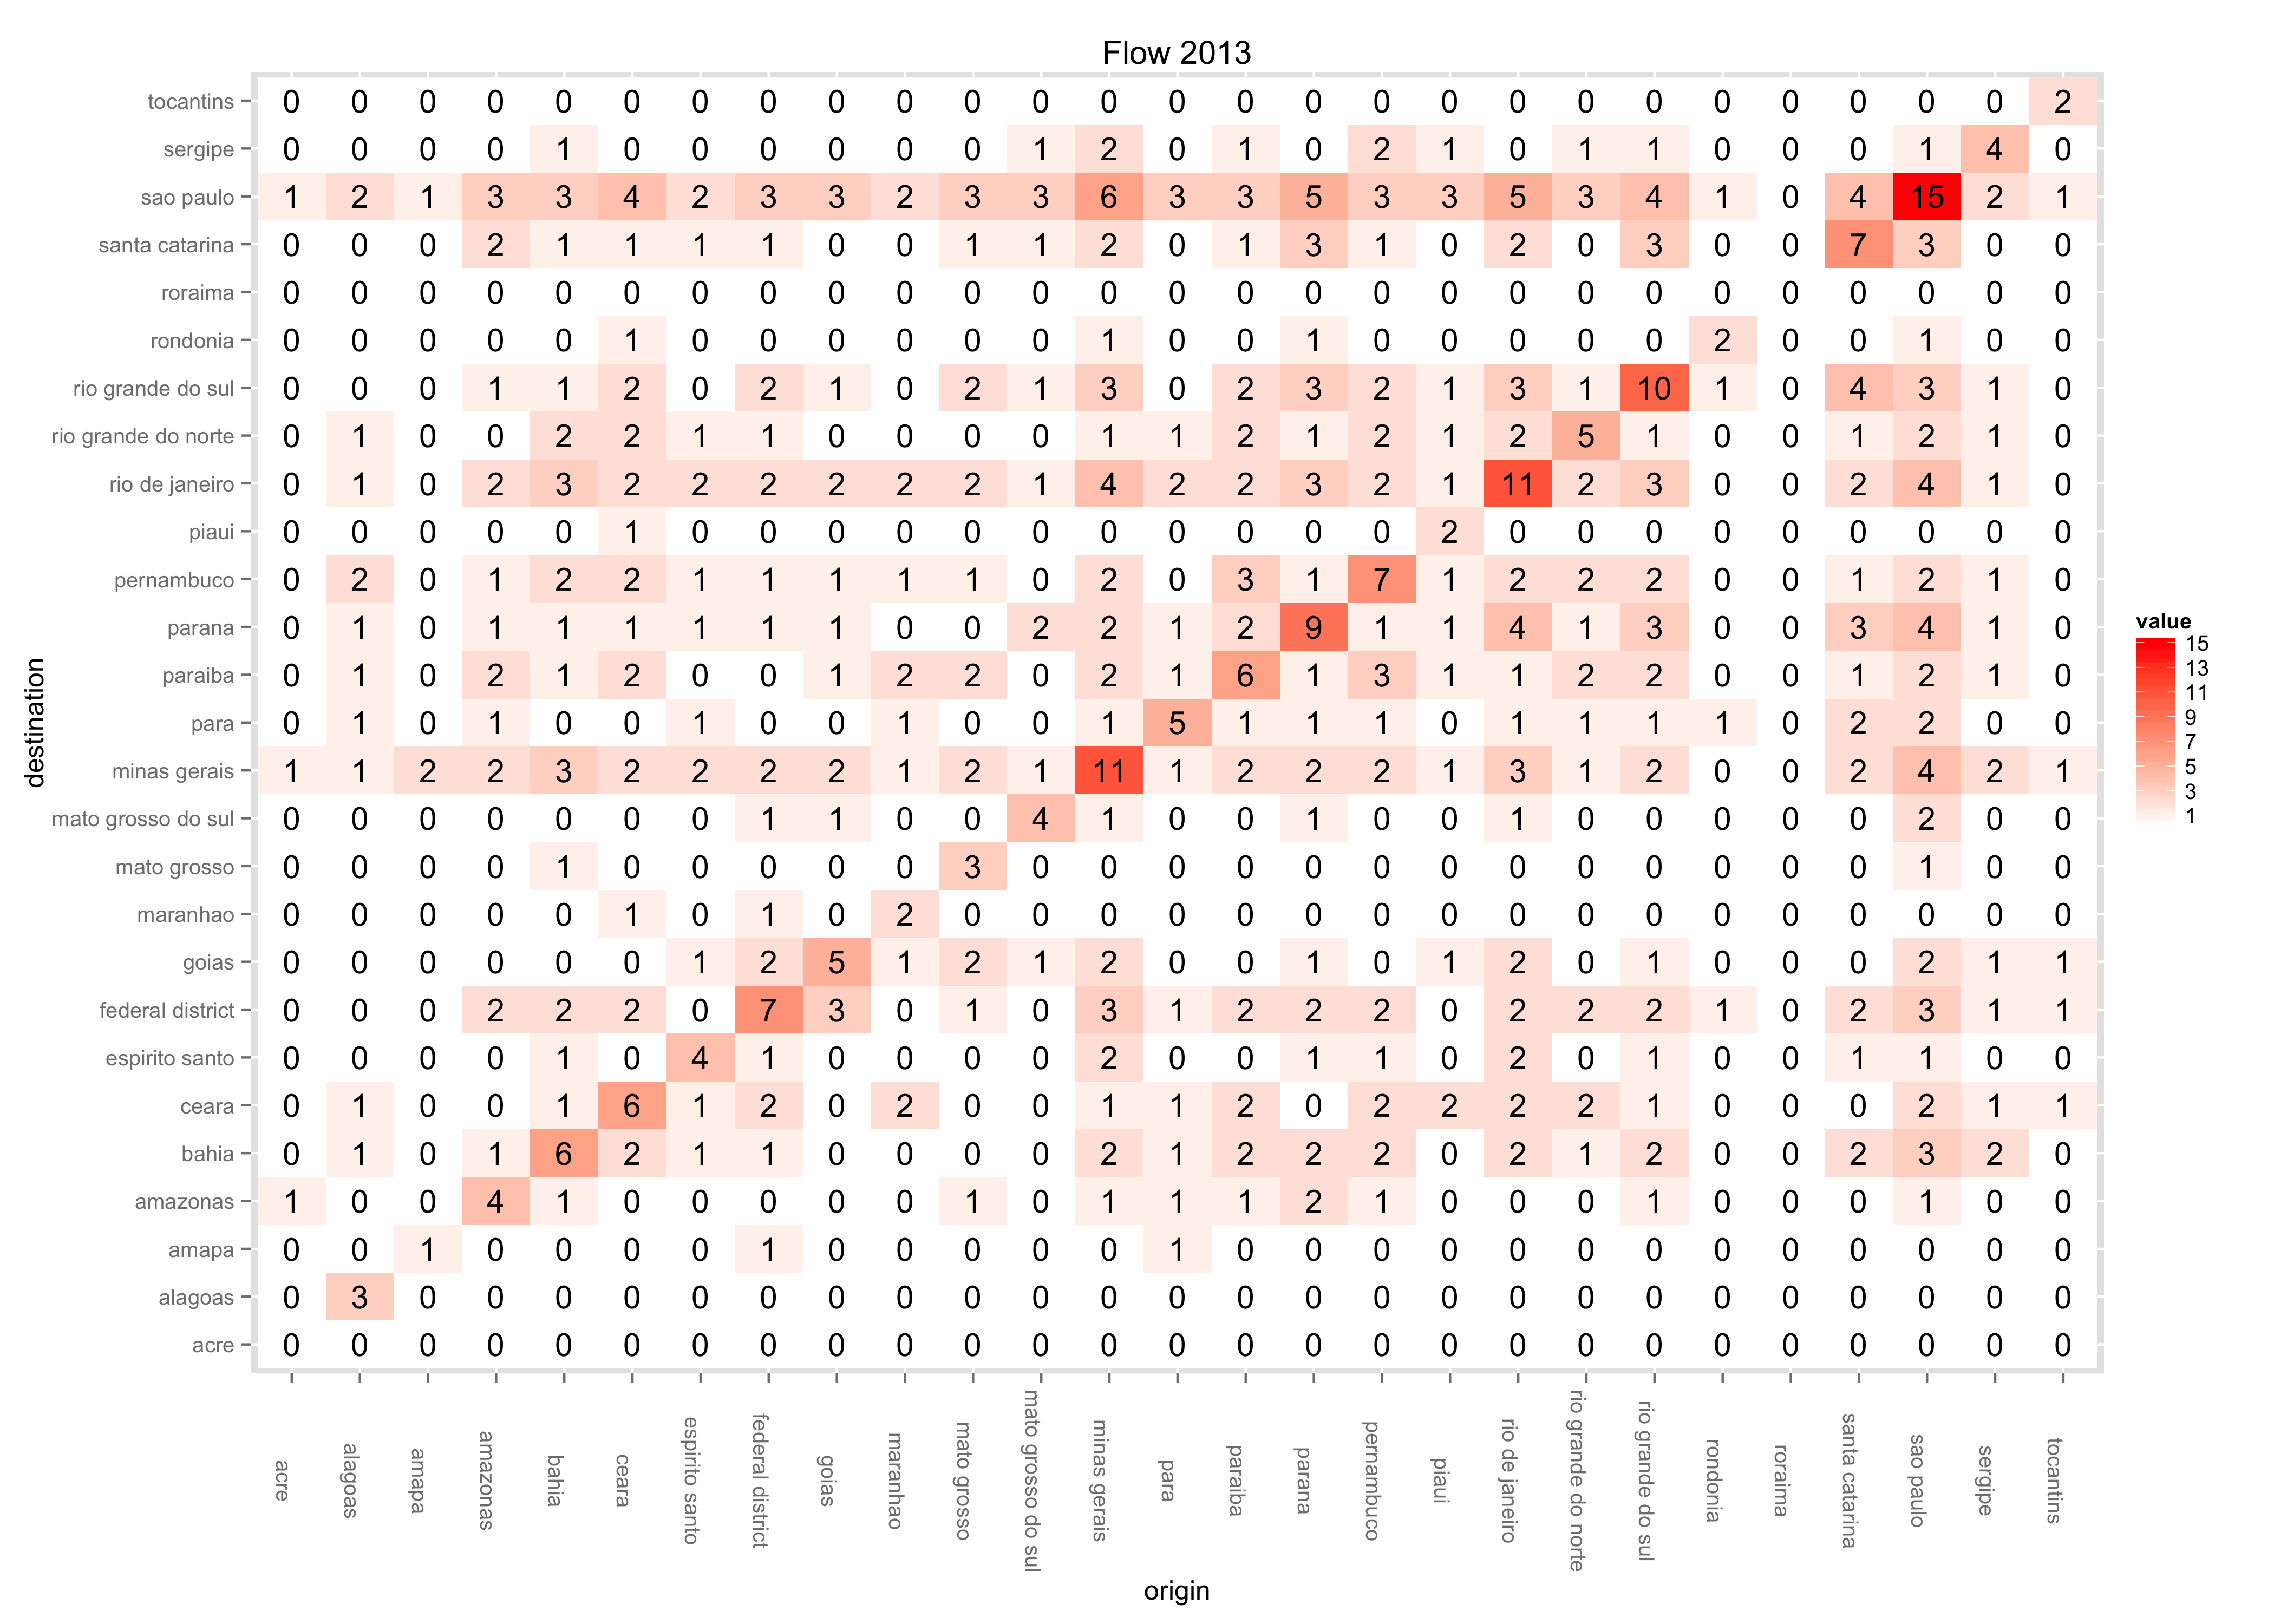 Flow 2013
tocantins 0 0 0 0 0 0 0 0 0 0 0 0 0 0 0 0 0 0 0 0 0 0 0 0 0 0 2
sergipe 0 0 0 0 1 0 0 0 0 0 0 1 2 0 1 0 2 1 0 1 1 0 0 0 1 4 0
sao paulo 1 2 1 3 3 4 2 3 3 2 3 3 6 3 3 5 3 3 5 3 4 1 0 4 15 2 1
santa catarina 0 0 0 2 1 1 1 1 0 0 1 1 2 0 1 3 1 0 2 0 3 0 0 7 3 0 0
roraima 0 0 0 0 0 0 0 0 0 0 0 0 0 0 0 0 0 0 0 0 0 0 0 0 0 0 0
rondonia 0 0 0 0 0 1 0 0 0 0 0 0 1 0 0 1 0 0 0 0 0 2 0 0 1 0 0
rio grande do sul 0 0 0 1 1 2 0 2 1 0 2 1 3 0 2 3 2 1 3 1 10 1 0 4 3 1 0
rio grande do norte 0 1 0 0 2 2 1 1 0 0 0 0 1 1 2 1 2 1 2 5 1 0 0 1 2 1 0
rio de janeiro 0 1 0 2 3 2 2 2 2 2 2 1 4 2 2 3 2 1 11 2 3 0 0 2 4 1 0
piaui 0 0 0 0 0 1 0 0 0 0 0 0 0 0 0 0 0 2 0 0 0 0 0 0 0 0 0
pernambuco 0 2 0 1 2 2 1 1 1 1 1 0 2 0 3 1 7 1 2 2 2 0 0 1 2 1 0
parana 0 1 0 1 1 1 1 1 1 0 0 2 2 1 2 9 1 1 4 1 3 0 0 3 4 1 0
paraiba 0 1 0 2 1 2 0 0 1 2 2 0 2 1 6 1 3 1 1 2 2 0 0 1 2 1 0
para 0 1 0 1 0 0 1 0 0 1 0 0 1 5 1 1 1 0 1 1 1 1 0 2 2 0 0
minas gerais 1 1 2 2 3 2 2 2 2 1 2 1 11 1 2 2 2 1 3 1 2 0 0 2 4 2 1
mato grosso do sul 0 0 0 0 0 0 0 1 1 0 0 4 1 0 0 1 0 0 1 0 0 0 0 0 2 0 0
mato grosso 0 0 0 0 1 0 0 0 0 0 3 0 0 0 0 0 0 0 0 0 0 0 0 0 1 0 0
maranhao 0 0 0 0 0 1 0 1 0 2 0 0 0 0 0 0 0 0 0 0 0 0 0 0 0 0 0
goias 0 0 0 0 0 0 1 2 5 1 2 1 2 0 0 1 0 1 2 0 1 0 0 0 2 1 1
federal district 0 0 0 2 2 2 0 7 3 0 1 0 3 1 2 2 2 0 2 2 2 1 0 2 3 1 1
espirito santo 0 0 0 0 1 0 4 1 0 0 0 0 2 0 0 1 1 0 2 0 1 0 0 1 1 0 0
ceara 0 1 0 0 1 6 1 2 0 2 0 0 1 1 2 0 2 2 2 2 1 0 0 0 2 1 1
bahia 0 1 0 1 6 2 1 1 0 0 0 0 2 1 2 2 2 0 2 1 2 0 0 2 3 2 0
amazonas 1 0 0 4 1 0 0 0 0 0 1 0 1 1 1 2 1 0 0 0 1 0 0 0 1 0 0
amapa 0 0 1 0 0 0 0 1 0 0 0 0 0 1 0 0 0 0 0 0 0 0 0 0 0 0 0
alagoas 0 3 0 0 0 0 0 0 0 0 0 0 0 0 0 0 0 0 0 0 0 0 0 0 0 0 0
acre 0 0 0 0 0 0 0 0 0 0 0 0 0 0 0 0 0 0 0 0 0 0 0 0 0 0 0
destination
acre
alagoas
amapa
amazonas
bahia
ceara
espirito santo
federal district
goias
maranhao
mato grosso
mato grosso do sul
minas gerais
para
paraiba
parana
pernambuco
piaui
rio de janeiro
rio grande do norte
rio grande do sul
rondonia
roraima
santa catarina
sao paulo
sergipe
tocantins
origin
value
15
13
11
9
7
5
3
1